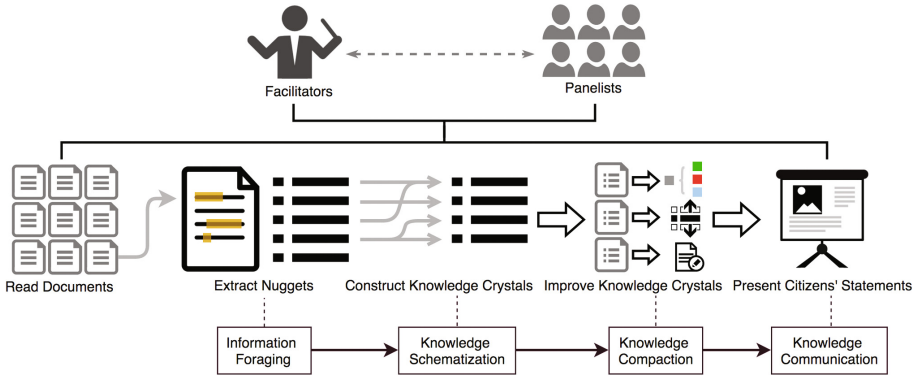 Facilitators
Panelists
Read Documents
Extract Nuggets
Construct Knowledge Crystals
Improve Knowledge Crystals
Present Citizens' Statements
Information
Foraging
Knowledge
Schematization
Knowledge
Compaction
Knowledge
Communication